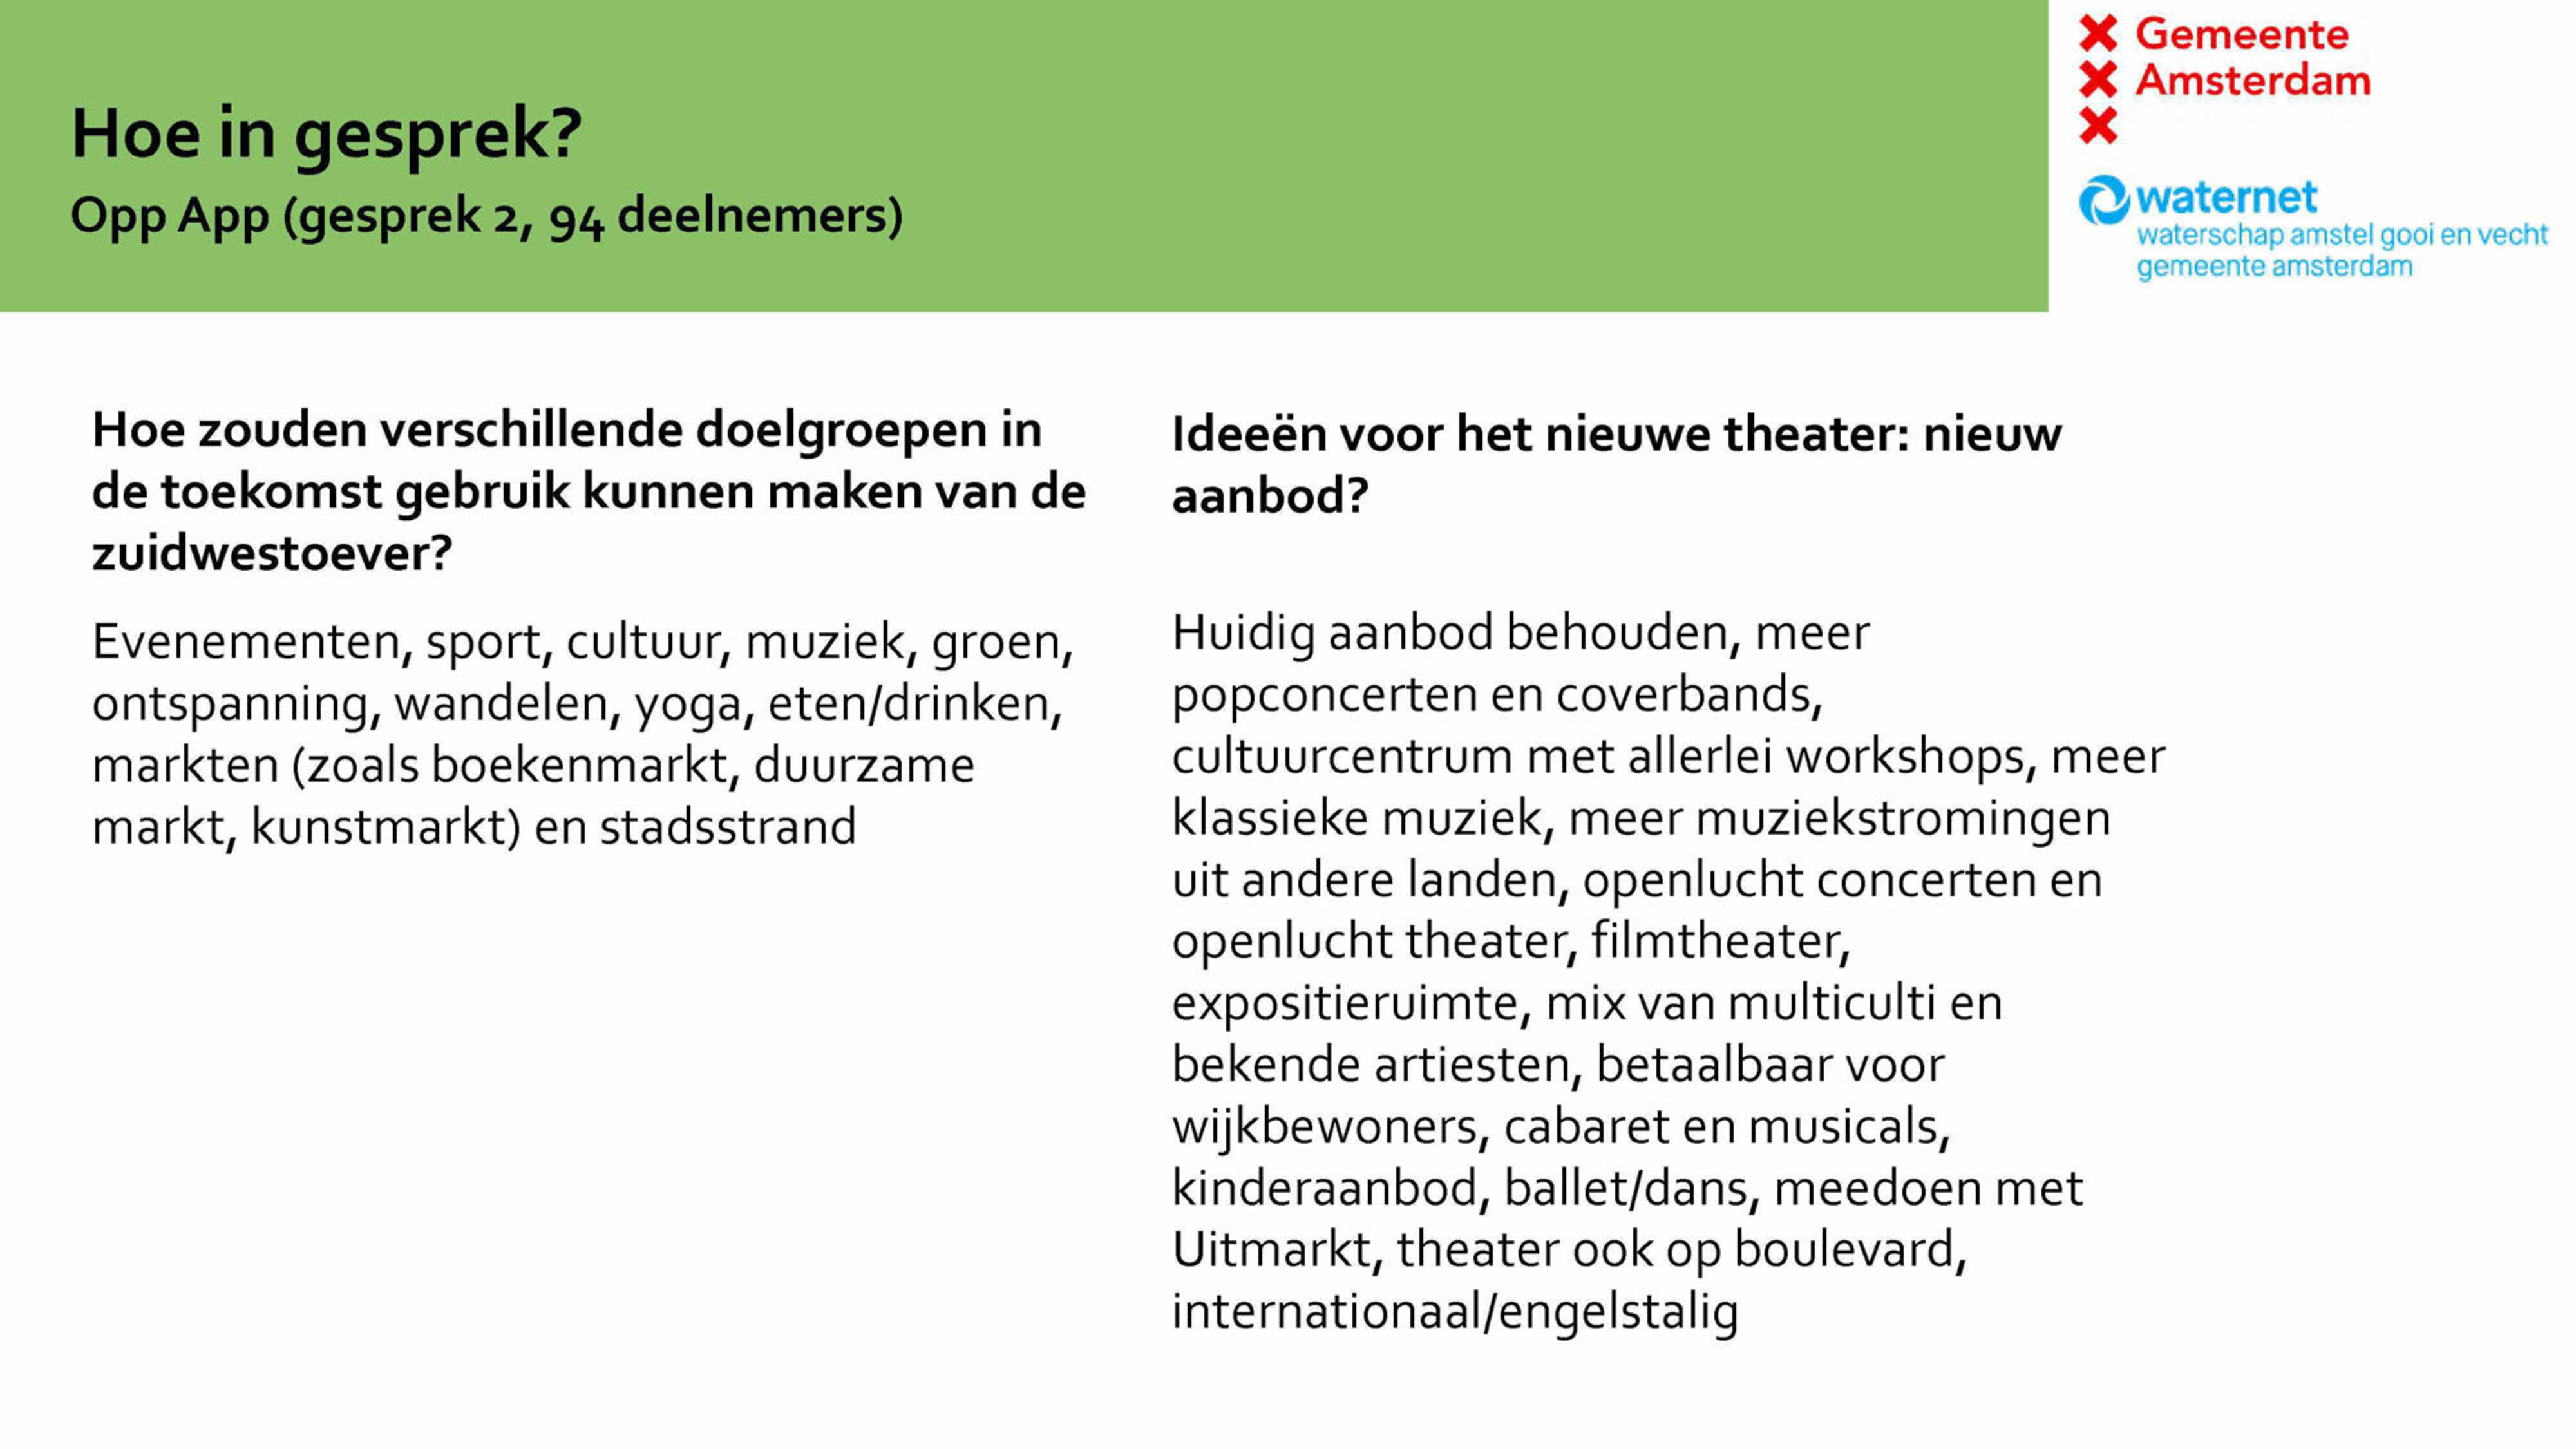 Hoe in gesprek?
Opp App (gesprek 2, 94 deelnemers)
Gemeente
Amsterdam
waternet
waterschap amstel gooi en vecht
gemeente amsterdam
Hoe zouden verschillende doelgroepen in
de toekomst gebruik kunnen maken van de
zuidwestoever?
Evenementen, sport, cultuur, muziek, groen,
ontspanning, wandelen, yoga, eten/drinken,
markten (zoals boekenmarkt, duurzame
markt, kunstmarkt) en stadsstrand
Ideeën voor het nieuwe theater: nieuw
aanbod?
Huidig aanbod behouden, meer
popconcerten en coverbands,
cultuurcentrum met allerlei workshops, meer
klassieke muziek, meer muziekstromingen
uit andere landen, openlucht concerten en
openlucht theater, filmtheater,
expositieruimte, mix van multiculti en
bekende artiesten, betaalbaar voor
wijkbewoners, cabaret en musicals,
kinderaanbod, ballet/dans, meedoen met
Uitmarkt, theater ook op boulevard,
internationaal/engelstalig